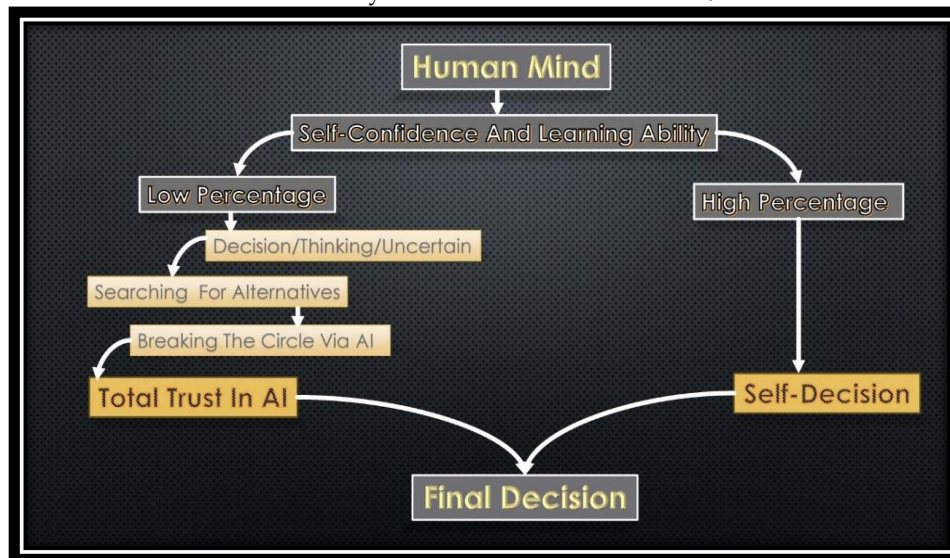 Human Mind
Self-Confidence And Learning Ability
Low Percentage
High Percentage
Decision/Thinking/Uncertain
Searching For Alternatives
Breaking The Circle Via AI
Total Trust In AI
Self-Decision
Final Decision